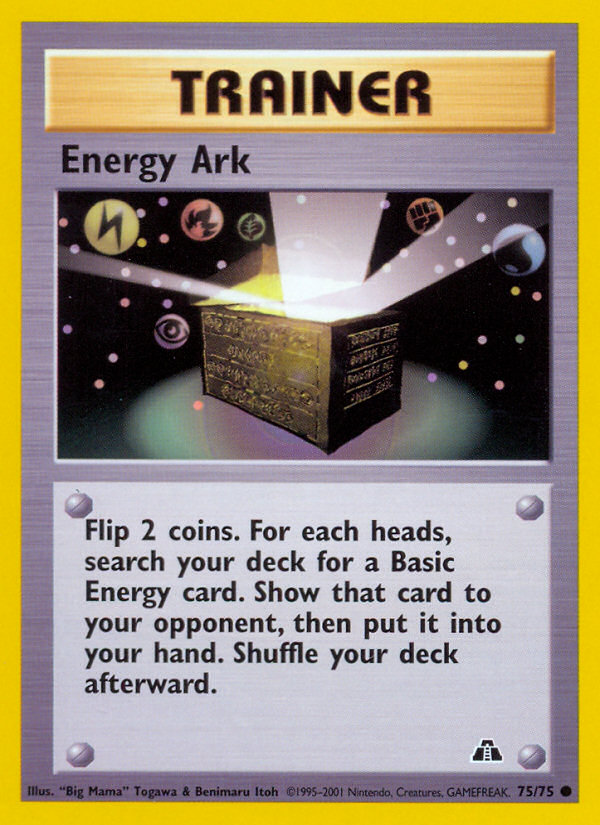 TRAINER
Energy Ark
Flip 2 coins. For each heads,
search your deck for a Basic
Energy card. Show that card to
your opponent, then put it into
your hand. Shuffle your deck
afterward.
Illus. "Big Mama" Togawa & Benimaru Itoh ©1995-2001 Nintendo, Creatures, GAMEFREAK. 75/75 ●